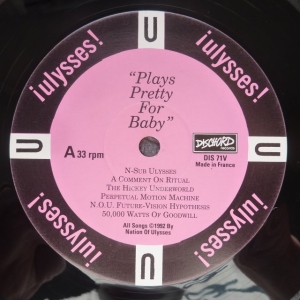 ¡ulysses!
U
¡ulysses!
"Plays
Pretty
For
Baby"
A 33 rpm
DISCHORD
RECORDS
DIS 71V
Made in France
U
U
N-Sub Ulysses
A Comment On Ritual
The Hickey Underworld
Perpetual Motion Machine
N.O.U. Future-Vision Hypothesis
50,000 Watts Of Goodwill
All Songs ©1992 By
Nation Of Ulysses
¡ulysses!
U
¡ulysses!